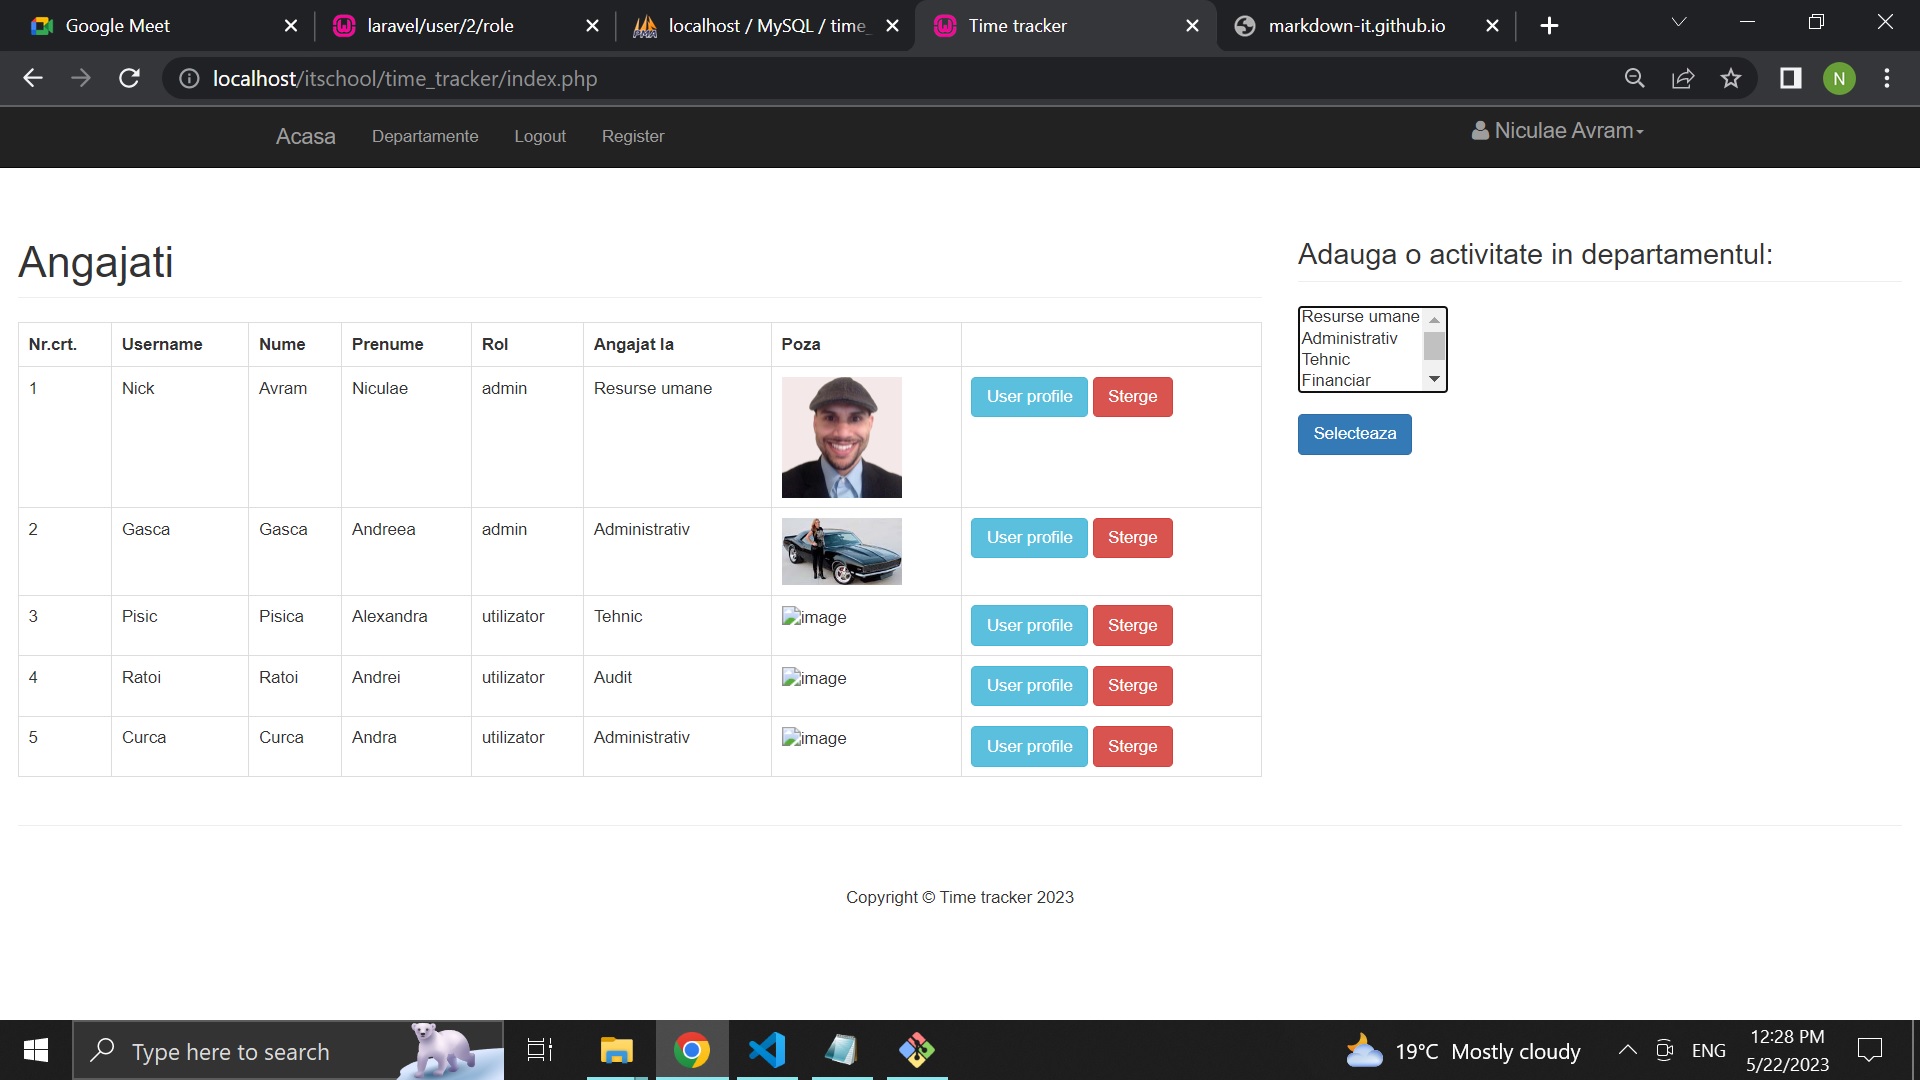 Google Meet
laravel/user/2/role
localhost / MySQL / time_
Time tracker
markdown-it.github.io
localhost/itschool/time_tracker/index.php
N
Acasa Departamente Logout Register Niculae Avram
Angajati
Nr.crt. Username Nume Prenume Rol Angajat la Poza
1 Nick Avram Niculae admin Resurse umane User profile Sterge
2 Gasca Gasca Andreea admin Administrativ User profile Sterge
3 Pisic Pisica Alexandra utilizator Tehnic image User profile Sterge
4 Ratoi Ratoi Andrei utilizator Audit image User profile Sterge
5 Curca Curca Andra utilizator Administrativ image User profile Sterge
Adauga o activitate in departamentul:
Resurse umane
Administrativ
Tehnic
Financiar
Selecteaza
Copyright © Time tracker 2023
Type here to search
19°C Mostly cloudy
ENG
12:28 PM
5/22/2023